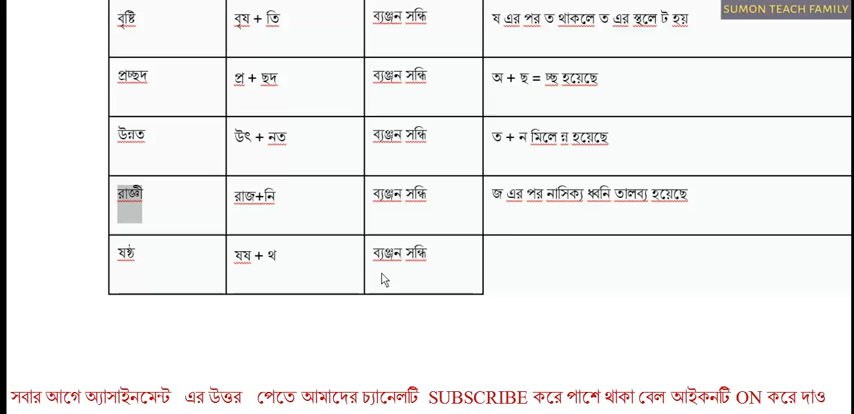 SUMON TEACH FAMILY
বৃষ্টি বৃষ + তি ব্যঞ্জন সন্ধি ষ এর পর ত থাকলে ত এর স্থলে ট হয়
প্রচ্ছদ প্র + ছদ ব্যঞ্জন সন্ধি অ + ছ = চ্ছ হয়েছে
উন্নত উৎ + নত ব্যঞ্জন সন্ধি ত + ন মিলে ন্ন হয়েছে
রাজ্ঞী রাজ+নি ব্যঞ্জন সন্ধি জ এর পর নাসিক্য ধ্বনি তালব্য হয়েছে
ষষ্ঠ ষষ + থ ব্যঞ্জন সন্ধি
সবার আগে অ্যাসাইনমেন্ট এর উত্তর পেতে আমাদের চ্যানেলটি SUBSCRIBE করে পাশে থাকা বেল আইকনটি ON করে দাও